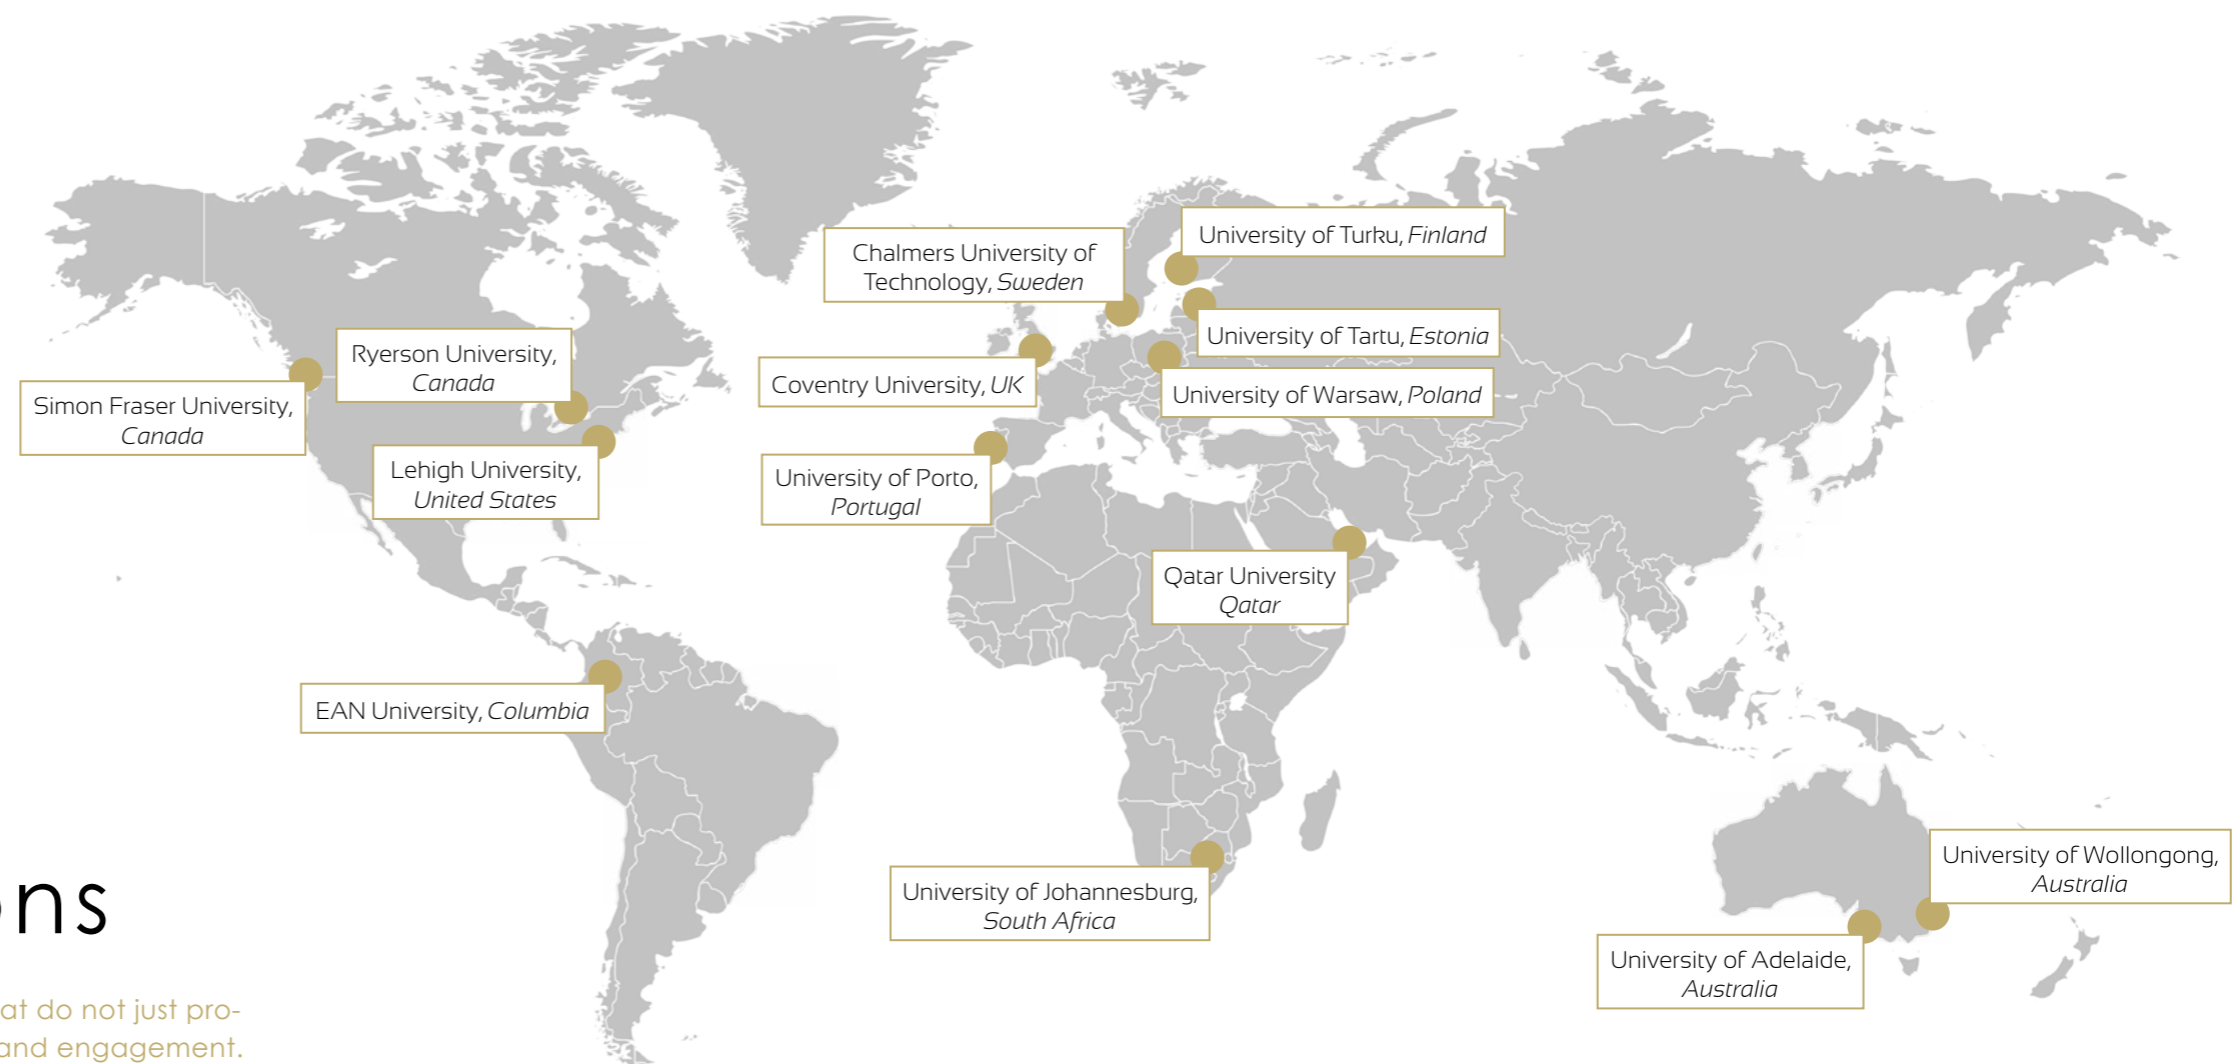 University of Turku, Finland
Chalmers University of
Technology, Sweden
University of Tartu, Estonia
Ryerson University,
Canada
Coventry University, UK
University of Warsaw, Poland
Simon Fraser University,
Canada
Lehigh University,
United States
University of Porto,
Portugal
Qatar University
Qatar
EAN University, Columbia
University of Johannesburg,
South Africa
University of Wollongong,
Australia
University of Adelaide,
Australia
ons
at do not just pro-
and engagement.